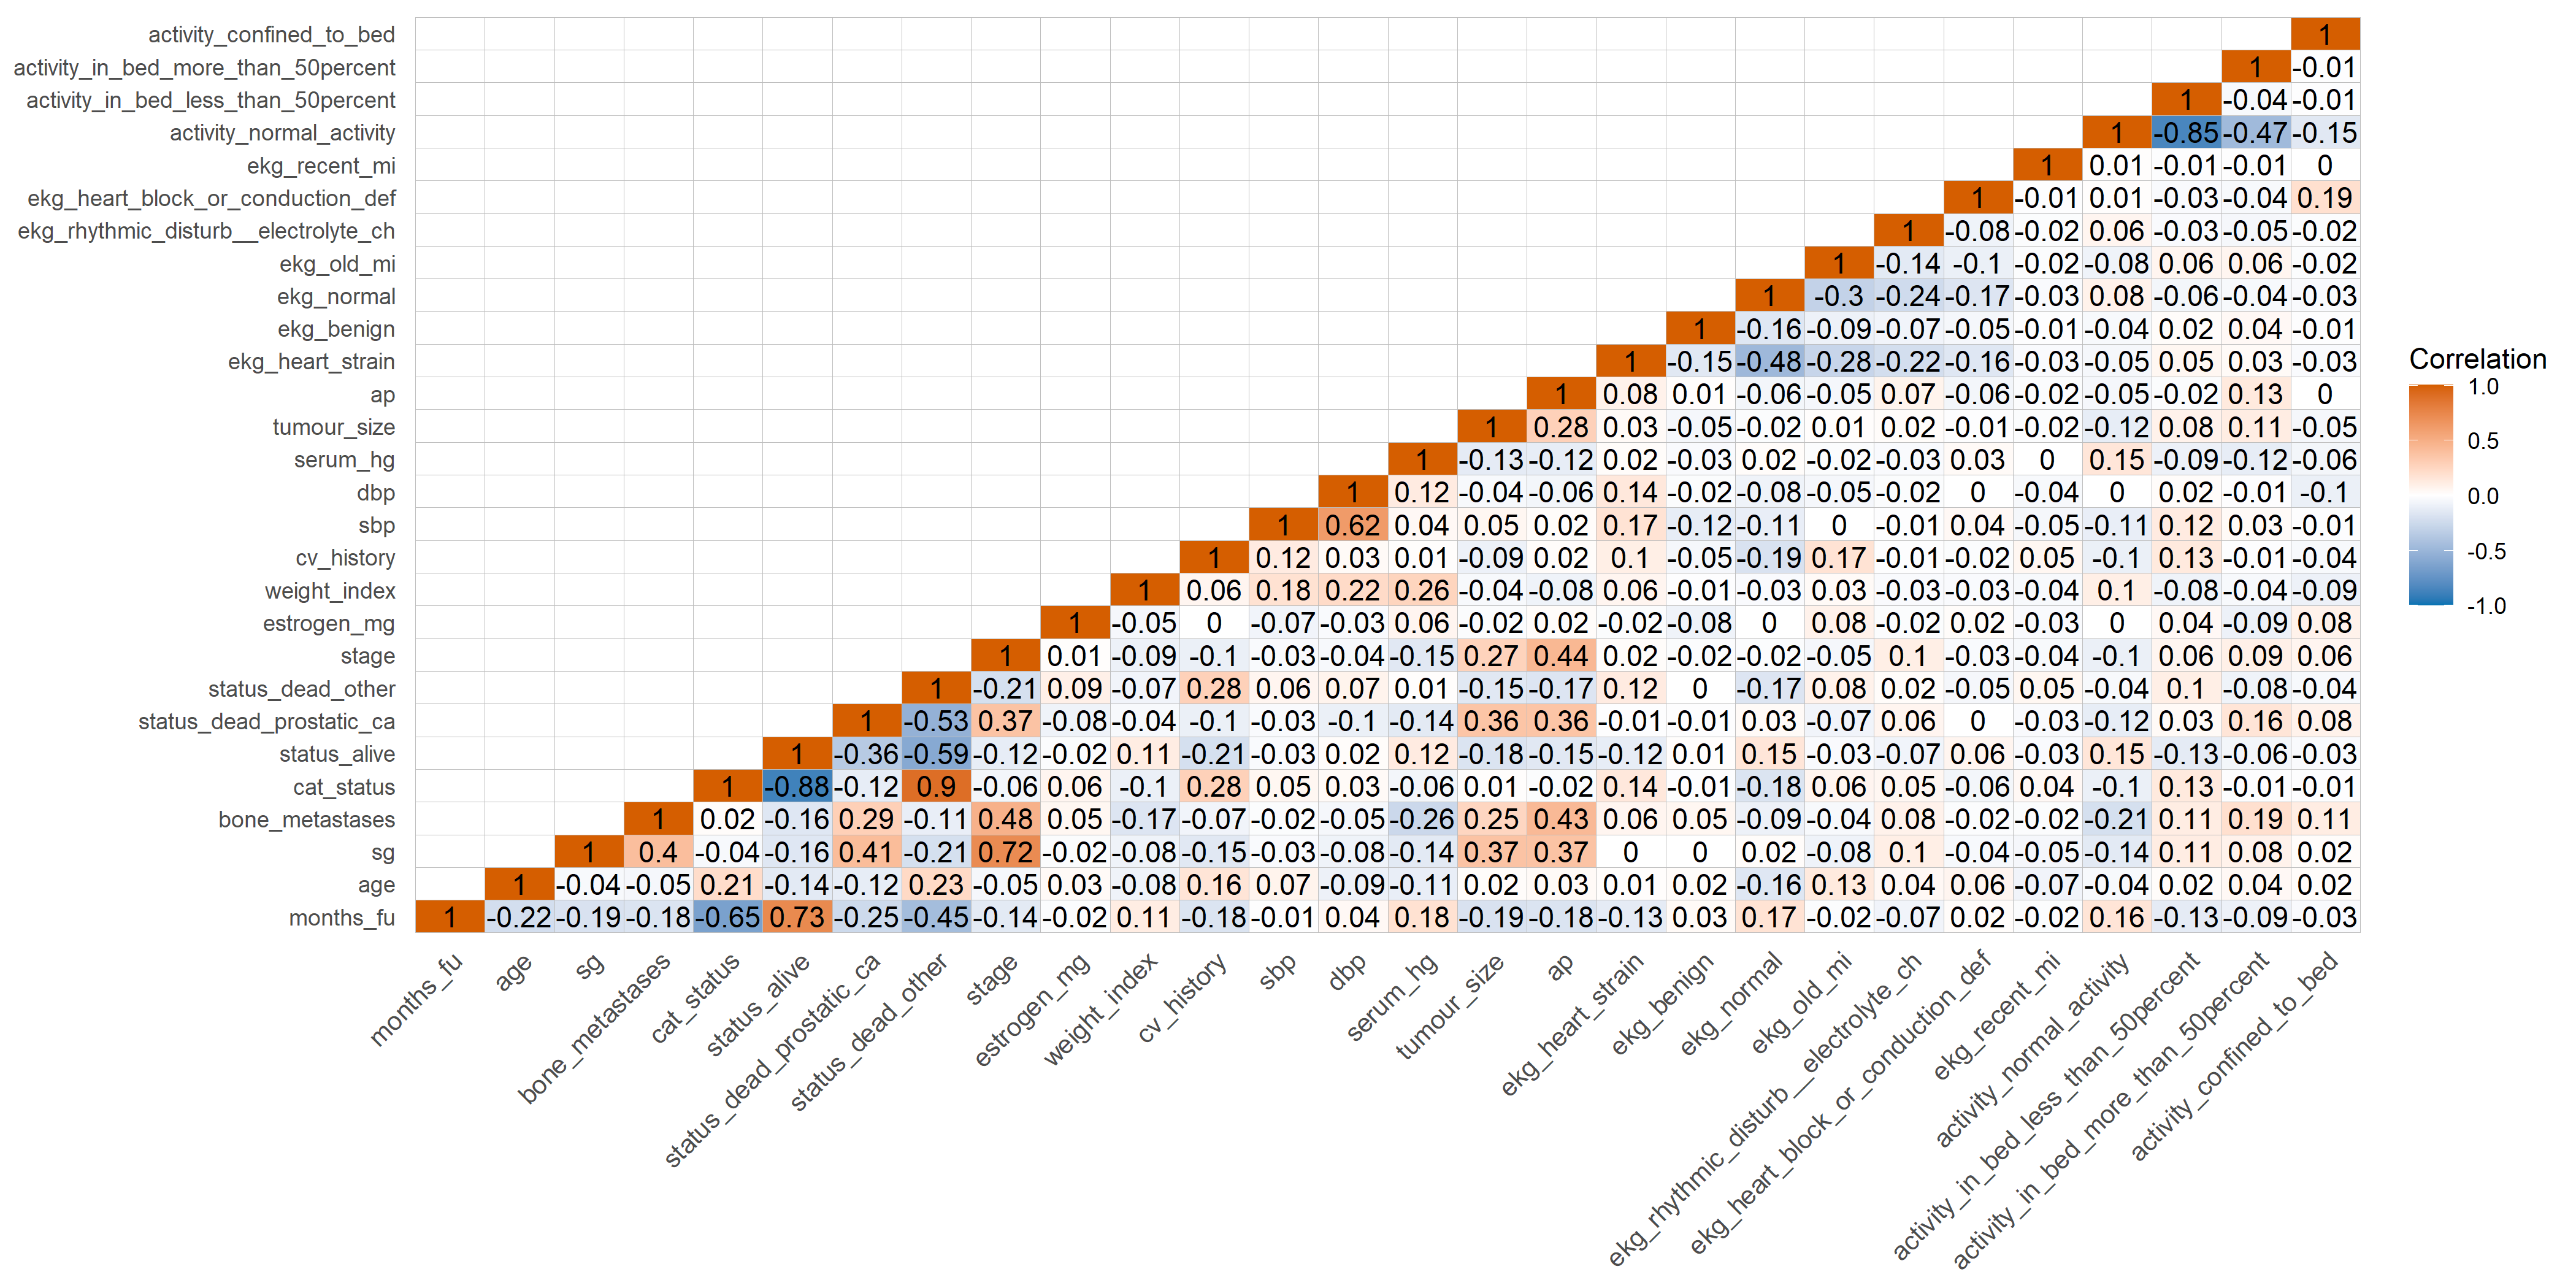 activity_confined_to_bed 1
activity_in_bed_more_than_50percent 1 -0.01
activity_in_bed_less_than_50percent 1 -0.04 -0.01
activity_normal_activity 1 -0.85 -0.47 -0.15
ekg_recent_mi 1 0.01 -0.01 -0.01 0
ekg_heart_block_or_conduction_def 1 -0.01 0.01 -0.03 -0.04 0.19
ekg_rhythmic_disturb__electrolyte_ch 1 -0.08 -0.02 0.06 -0.03 -0.05 -0.02
ekg_old_mi 1 -0.14 -0.1 -0.02 -0.08 0.06 0.06 -0.02
ekg_normal 1 -0.3 -0.24 -0.17 -0.03 0.08 -0.06 -0.04 -0.03
ekg_benign 1 -0.16 -0.09 -0.07 -0.05 -0.01 -0.04 0.02 0.04 -0.01
ekg_heart_strain 1 -0.15 -0.48 -0.28 -0.22 -0.16 -0.03 -0.05 0.05 0.03 -0.03
ap 1 0.08 0.01 -0.06 -0.05 0.07 -0.06 -0.02 -0.05 -0.02 0.13 0
tumour_size 1 0.28 0.03 -0.05 -0.02 0.01 0.02 -0.01 -0.02 -0.12 0.08 0.11 -0.05
serum_hg 1 -0.13 -0.12 0.02 -0.03 0.02 -0.02 -0.03 0.03 0 0.15 -0.09 -0.12 -0.06
dbp 1 0.12 -0.04 -0.06 0.14 -0.02 -0.08 -0.05 -0.02 0 -0.04 0 0.02 -0.01 -0.1
sbp 1 0.62 0.04 0.05 0.02 0.17 -0.12 -0.11 0 -0.01 0.04 -0.05 -0.11 0.12 0.03 -0.01
cv_history 1 0.12 0.03 0.01 -0.09 0.02 0.1 -0.05 -0.19 0.17 -0.01 -0.02 0.05 -0.1 0.13 -0.01 -0.04
weight_index 1 0.06 0.18 0.22 0.26 -0.04 -0.08 0.06 -0.01 -0.03 0.03 -0.03 -0.03 -0.04 0.1 -0.08 -0.04 -0.09
estrogen_mg 1 -0.05 0 -0.07 -0.03 0.06 -0.02 0.02 -0.02 -0.08 0 0.08 -0.02 0.02 -0.03 0 0.04 -0.09 0.08
stage 1 0.01 -0.09 -0.1 -0.03 -0.04 -0.15 0.27 0.44 0.02 -0.02 -0.02 -0.05 0.1 -0.03 -0.04 -0.1 0.06 0.09 0.06
status_dead_other 1 -0.21 0.09 -0.07 0.28 0.06 0.07 0.01 -0.15 -0.17 0.12 0 -0.17 0.08 0.02 -0.05 0.05 -0.04 0.1 -0.08 -0.04
status_dead_prostatic_ca 1 -0.53 0.37 -0.08 -0.04 -0.1 -0.03 -0.1 -0.14 0.36 0.36 -0.01 -0.01 0.03 -0.07 0.06 0 -0.03 -0.12 0.03 0.16 0.08
status_alive 1 -0.36 -0.59 -0.12 -0.02 0.11 -0.21 -0.03 0.02 0.12 -0.18 -0.15 -0.12 0.01 0.15 -0.03 -0.07 0.06 -0.03 0.15 -0.13 -0.06 -0.03
cat_status 1 -0.88 -0.12 0.9 -0.06 0.06 -0.1 0.28 0.05 0.03 -0.06 0.01 -0.02 0.14 -0.01 -0.18 0.06 0.05 -0.06 0.04 -0.1 0.13 -0.01 -0.01
bone_metastases 1 0.02 -0.16 0.29 -0.11 0.48 0.05 -0.17 -0.07 -0.02 -0.05 -0.26 0.25 0.43 0.06 0.05 -0.09 -0.04 0.08 -0.02 -0.02 -0.21 0.11 0.19 0.11
sg 1 0.4 -0.04 -0.16 0.41 -0.21 0.72 -0.02 -0.08 -0.15 -0.03 -0.08 -0.14 0.37 0.37 0 0 0.02 -0.08 0.1 -0.04 -0.05 -0.14 0.11 0.08 0.02
age 1 -0.04 -0.05 0.21 -0.14 -0.12 0.23 -0.05 0.03 -0.08 0.16 0.07 -0.09 -0.11 0.02 0.03 0.01 0.02 -0.16 0.13 0.04 0.06 -0.07 -0.04 0.02 0.04 0.02
months_fu 1 -0.22 -0.19 -0.18 -0.65 0.73 -0.25 -0.45 -0.14 -0.02 0.11 -0.18 -0.01 0.04 0.18 -0.19 -0.18 -0.13 0.03 0.17 -0.02 -0.07 0.02 -0.02 0.16 -0.13 -0.09 -0.03
months_fu
age
sg
bone_metastases
cat_status
status_alive
status_dead_prostatic_ca
status_dead_other
stage
estrogen_mg
weight_index
cv_history
sbp
dbp
serum_hg
tumour_size
ap
ekg_heart_strain
ekg_benign
ekg_normal
ekg_old_mi
ekg_rhythmic_disturb__electrolyte_ch
ekg_heart_block_or_conduction_def
ekg_recent_mi
activity_normal_activity
activity_in_bed_less_than_50percent
activity_in_bed_more_than_50percent
activity_confined_to_bed
Correlation
1.0
0.5
0.0
-0.5
-1.0